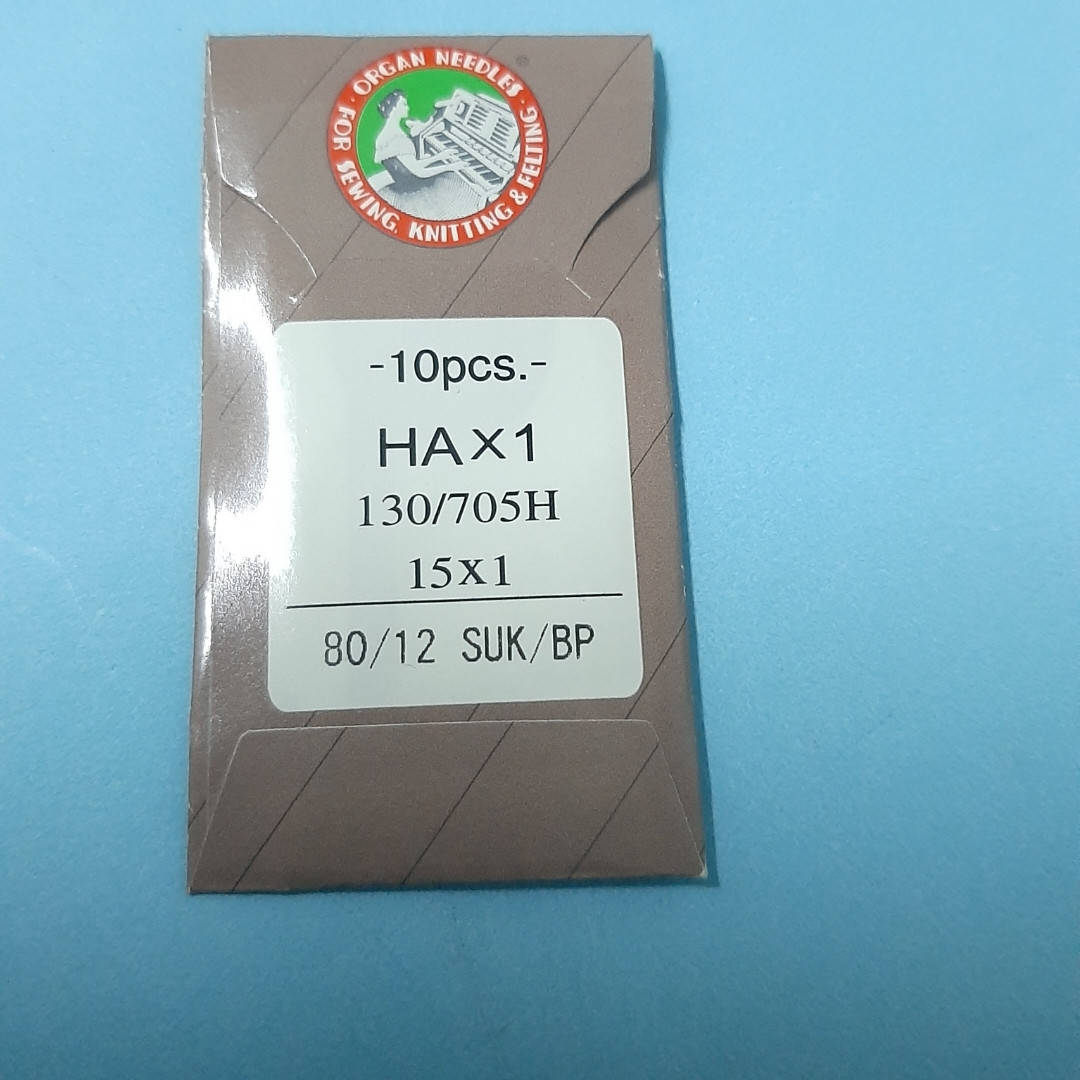 · ORGAN NEEDLES ·
®
FOR SEWING, KNITTING & FELTING
-10pcs.-
HA×1
130/705H
15x1
80/12 SUK/BP